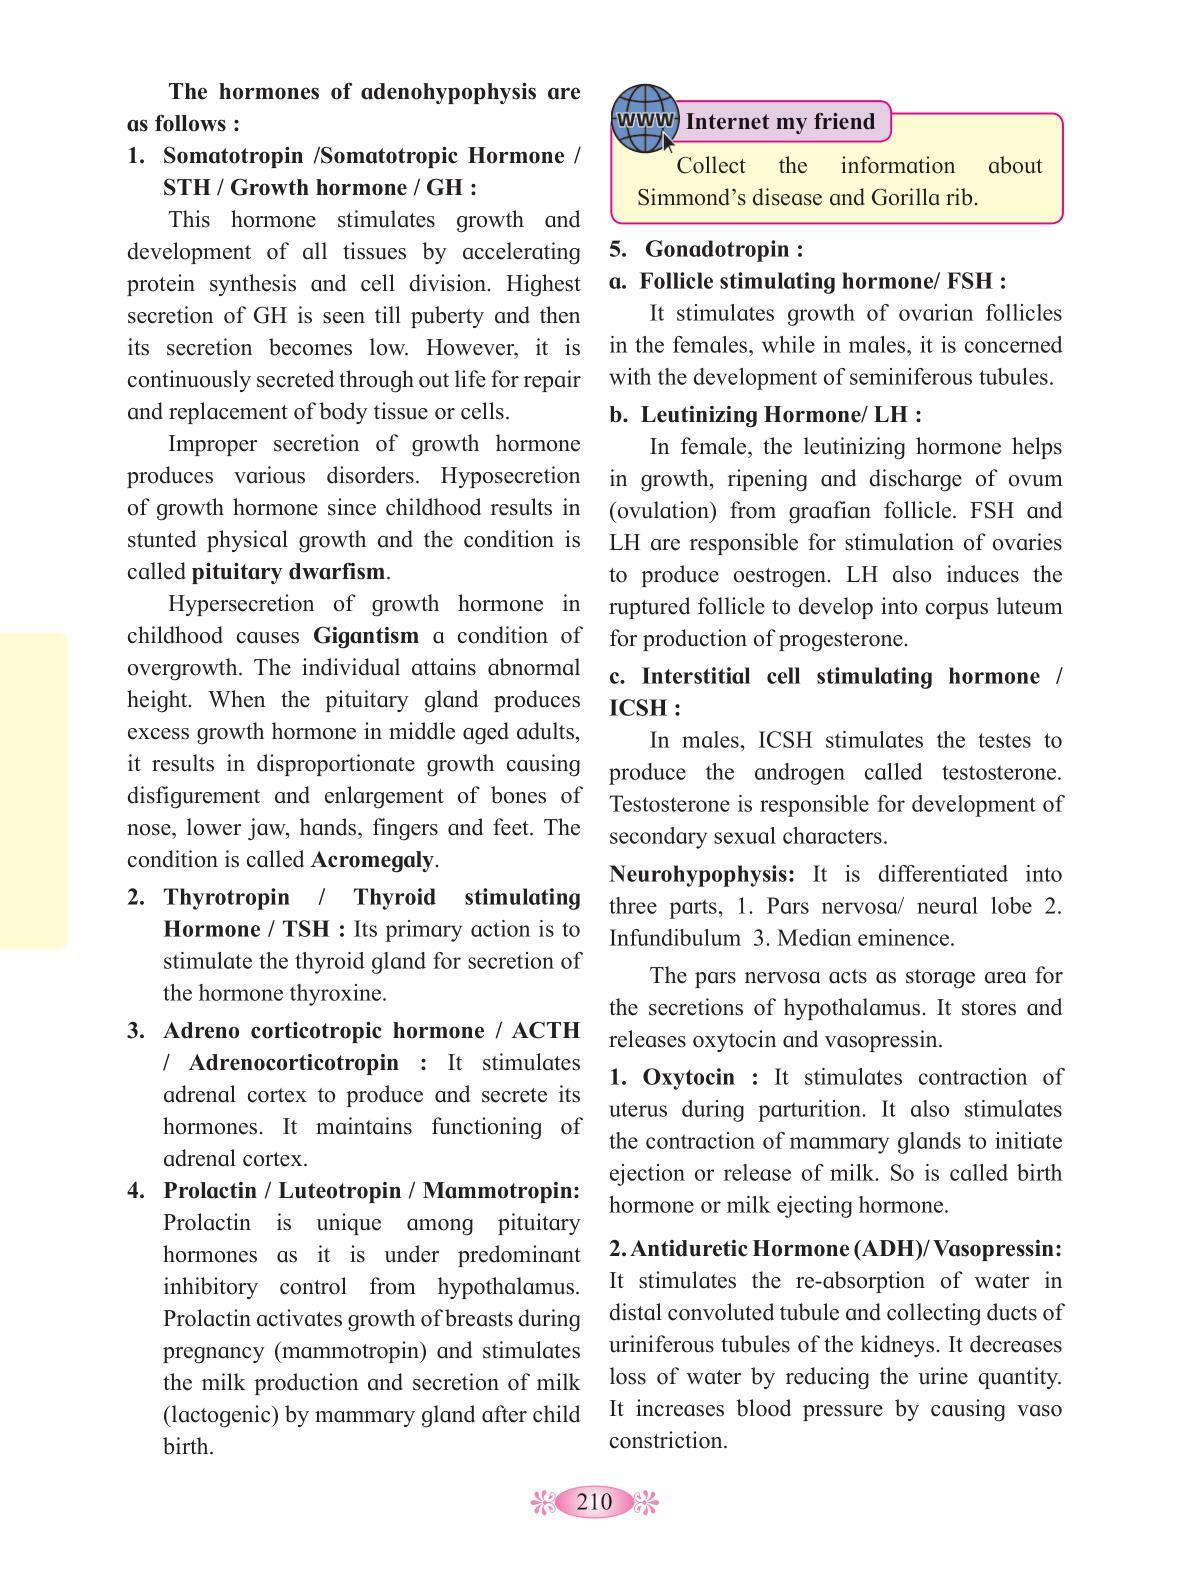 The hormones of adenohypophysis are
as follows :
1. Somatotropin /Somatotropic Hormone /
STH / Growth hormone / GH :
This hormone stimulates growth and
development of all tissues by accelerating
protein synthesis and cell division. Highest
secretion of GH is seen till puberty and then
its secretion becomes low. However, it is
continuously secreted through out life for repair
and replacement of body tissue or cells.
Improper secretion of growth hormone
produces various disorders. Hyposecretion
of growth hormone since childhood results in
stunted physical growth and the condition is
called pituitary dwarfism.
Hypersecretion of growth hormone in
childhood causes Gigantism a condition of
overgrowth. The individual attains abnormal
height. When the pituitary gland produces
excess growth hormone in middle aged adults,
it results in disproportionate growth causing
disfigurement and enlargement of bones of
nose, lower jaw, hands, fingers and feet. The
condition is called Acromegaly.
2. Thyrotropin / Thyroid stimulating
Hormone / TSH : Its primary action is to
stimulate the thyroid gland for secretion of
the hormone thyroxine.
3. Adreno corticotropic hormone / ACTH
/ Adrenocorticotropin : It stimulates
adrenal cortex to produce and secrete its
hormones. It maintains functioning of
adrenal cortex.
4. Prolactin / Luteotropin / Mammotropin:
Prolactin is unique among pituitary
hormones as it is under predominant
inhibitory control from hypothalamus.
Prolactin activates growth of breasts during
pregnancy (mammotropin) and stimulates
the milk production and secretion of milk
(lactogenic) by mammary gland after child
birth.
WWW Internet my friend
Collect the information about
Simmond's disease and Gorilla rib.
5. Gonadotropin :
a. Follicle stimulating hormone/ FSH :
It stimulates growth of ovarian follicles
in the females, while in males, it is concerned
with the development of seminiferous tubules.
b. Leutinizing Hormone/ LH :
In female, the leutinizing hormone helps
in growth, ripening and discharge of ovum
(ovulation) from graafian follicle. FSH and
LH are responsible for stimulation of ovaries
to produce oestrogen. LH also induces the
ruptured follicle to develop into corpus luteum
for production of progesterone.
c. Interstitial cell stimulating hormone /
ICSH :
In males, ICSH stimulates the testes to
produce the androgen called testosterone.
Testosterone is responsible for development of
secondary sexual characters.
Neurohypophysis: It is differentiated into
three parts, 1. Pars nervosa/ neural lobe 2.
Infundibulum 3. Median eminence.
The pars nervosa acts as storage area for
the secretions of hypothalamus. It stores and
releases oxytocin and vasopressin.
1. Oxytocin : It stimulates contraction of
uterus during parturition. It also stimulates
the contraction of mammary glands to initiate
ejection or release of milk. So is called birth
hormone or milk ejecting hormone.
2. Antiduretic Hormone (ADH)/ Vasopressin:
It stimulates the re-absorption of water in
distal convoluted tubule and collecting ducts of
uriniferous tubules of the kidneys. It decreases
loss of water by reducing the urine quantity.
It increases blood pressure by causing vaso
constriction.
210